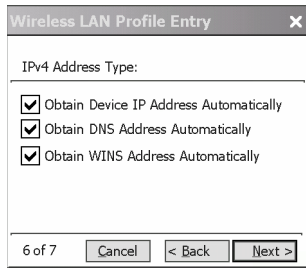 Wireless LAN Profile Entry
IPv4 Address Type:
Obtain Device IP Address Automatically
Obtain DNS Address Automatically
Obtain WINS Address Automatically
6 of 7 Cancel < Back Next >